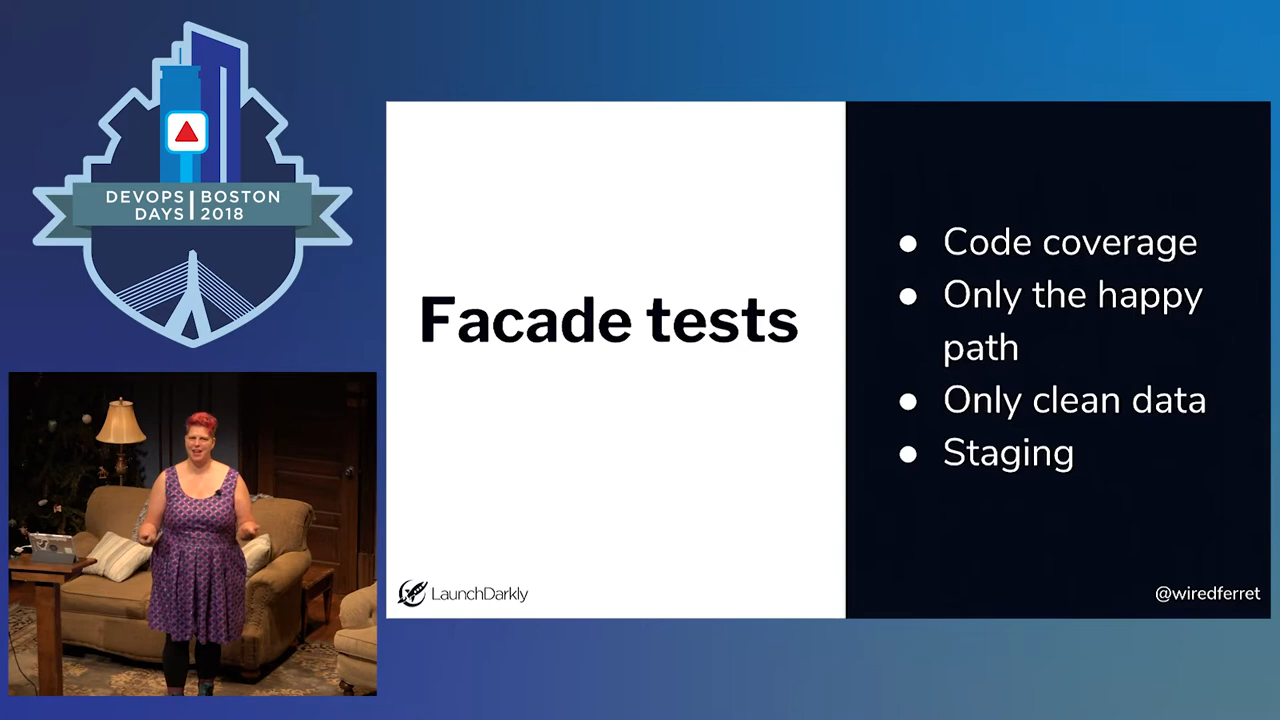 DEVOPS DAYS | BOSTON 2018
Facade tests
● Code coverage
● Only the happy
path
● Only clean data
● Staging
LaunchDarkly
@wiredferret